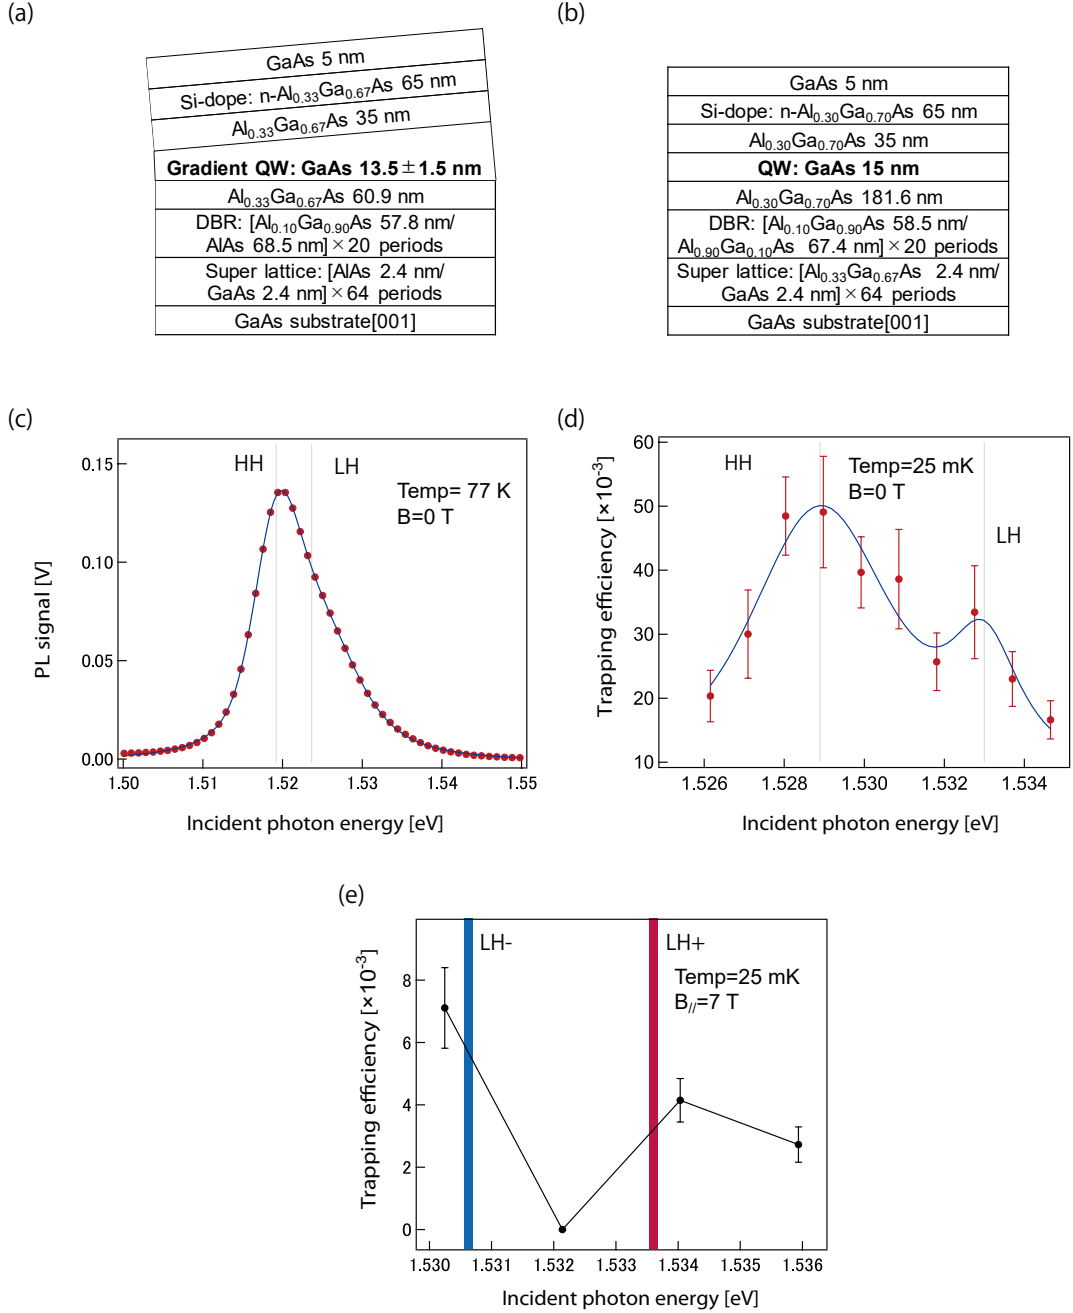 (a)
GaAs 5 nm
Si-dope: n-Al0.33Ga0.67As 65 nm
Al0.33Ga0.67As 35 nm
Gradient QW: GaAs 13.5 ± 1.5 nm
Al0.33Ga0.67As 60.9 nm
DBR: [Al0.10Ga0.90As 57.8 nm/
AlAs 68.5 nm] × 20 periods
Super lattice: [AlAs 2.4 nm/
GaAs 2.4 nm] × 64 periods
GaAs substrate[001]
(b)
GaAs 5 nm
Si-dope: n-Al0.30Ga0.70As 65 nm
Al0.30Ga0.70As 35 nm
QW: GaAs 15 nm
Al0.30Ga0.70As 181.6 nm
DBR: [Al0.10Ga0.90As 58.5 nm/
Al0.90Ga0.10As 67.4 nm] × 20 periods
Super lattice: [Al0.33Ga0.67As 2.4 nm/
GaAs 2.4 nm] × 64 periods
GaAs substrate[001]
(c)
PL signal [V]
0.15
0.10
0.05
0.00
HH
LH
Temp= 77 K
B=0 T
1.50 1.51 1.52 1.53 1.54 1.55
Incident photon energy [eV]
(d)
Trapping efficiency [×10-3]
60
50
40
30
20
10
HH
Temp=25 mK
B=0 T
LH
1.526 1.528 1.530 1.532 1.534
Incident photon energy [eV]
(e)
Trapping efficiency [×10-3]
8
6
4
2
0
LH-
LH+
Temp=25 mK
B//=7 T
1.530 1.531 1.532 1.533 1.534 1.535 1.536
Incident photon energy [eV]